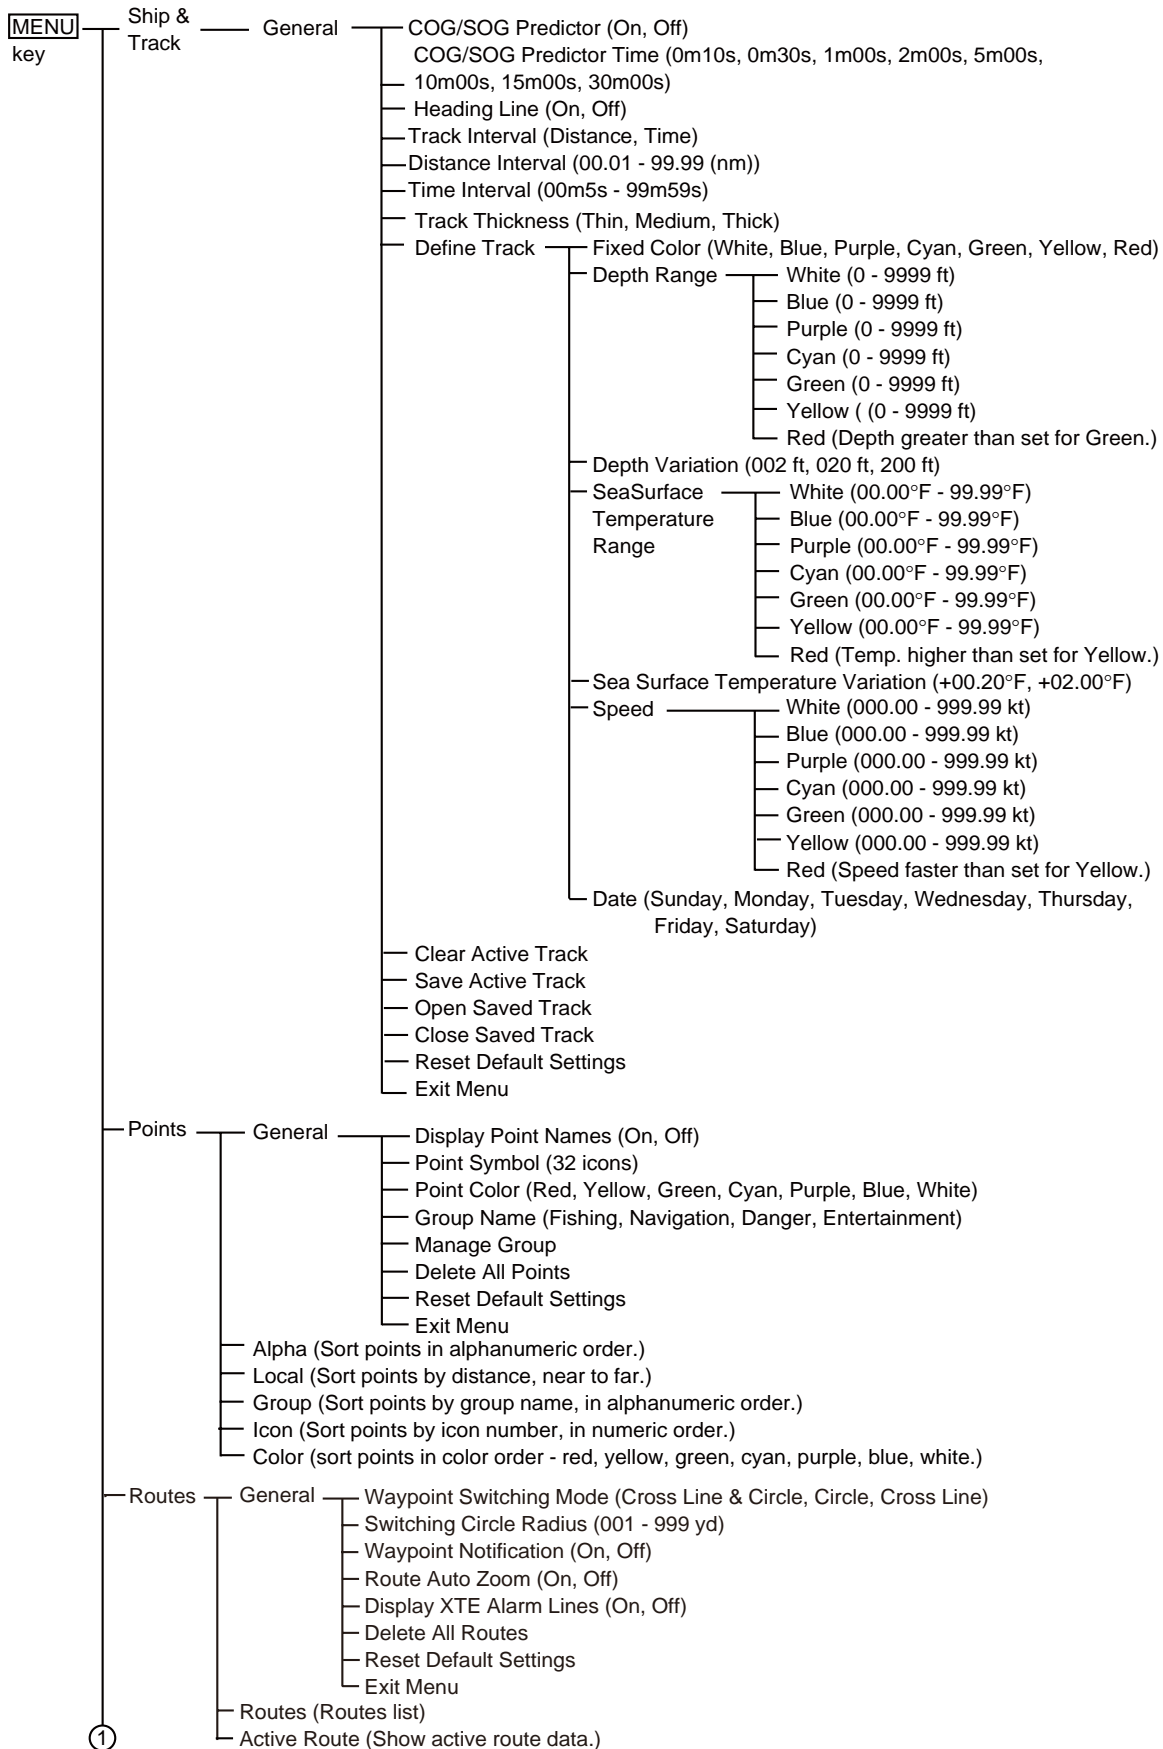 MENU key
Ship & Track
General
COG/SOG Predictor (On, Off)
COG/SOG Predictor Time (0m10s, 0m30s, 1m00s, 2m00s, 5m00s,
10m00s, 15m00s, 30m00s)
Heading Line (On, Off)
Track Interval (Distance, Time)
Distance Interval (00.01 - 99.99 (nm))
Time Interval (00m5s - 99m59s)
Track Thickness (Thin, Medium, Thick)
Define Track
Fixed Color (White, Blue, Purple, Cyan, Green, Yellow, Red)
Depth Range
White (0 - 9999 ft)
Blue (0 - 9999 ft)
Purple (0 - 9999 ft)
Cyan (0 - 9999 ft)
Green (0 - 9999 ft)
Yellow ( (0 - 9999 ft)
Red (Depth greater than set for Green.)
Depth Variation (002 ft, 020 ft, 200 ft)
SeaSurface
Temperature
Range
White (00.00°F - 99.99°F)
Blue (00.00°F - 99.99°F)
Purple (00.00°F - 99.99°F)
Cyan (00.00°F - 99.99°F)
Green (00.00°F - 99.99°F)
Yellow (00.00°F - 99.99°F)
Red (Temp. higher than set for Yellow.)
Sea Surface Temperature Variation (+00.20°F, +02.00°F)
Speed
White (000.00 - 999.99 kt)
Blue (000.00 - 999.99 kt)
Purple (000.00 - 999.99 kt)
Cyan (000.00 - 999.99 kt)
Green (000.00 - 999.99 kt)
Yellow (000.00 - 999.99 kt)
Red (Speed faster than set for Yellow.)
Date (Sunday, Monday, Tuesday, Wednesday, Thursday,
Friday, Saturday)
Clear Active Track
Save Active Track
Open Saved Track
Close Saved Track
Reset Default Settings
Exit Menu
Points
General
Display Point Names (On, Off)
Point Symbol (32 icons)
Point Color (Red, Yellow, Green, Cyan, Purple, Blue, White)
Group Name (Fishing, Navigation, Danger, Entertainment)
Manage Group
Delete All Points
Reset Default Settings
Exit Menu
Alpha (Sort points in alphanumeric order.)
Local (Sort points by distance, near to far.)
Group (Sort points by group name, in alphanumeric order.)
Icon (Sort points by icon number, in numeric order.)
Color (sort points in color order - red, yellow, green, cyan, purple, blue, white.)
Routes
General
Waypoint Switching Mode (Cross Line & Circle, Circle, Cross Line)
Switching Circle Radius (001 - 999 yd)
Waypoint Notification (On, Off)
Route Auto Zoom (On, Off)
Display XTE Alarm Lines (On, Off)
Delete All Routes
Reset Default Settings
Exit Menu
Routes (Routes list)
Active Route (Show active route data.)
1